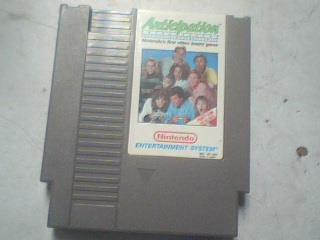 Anticipation
Nintendo's first video board game
Nintendo
ENTERTAINMENT SYSTEM